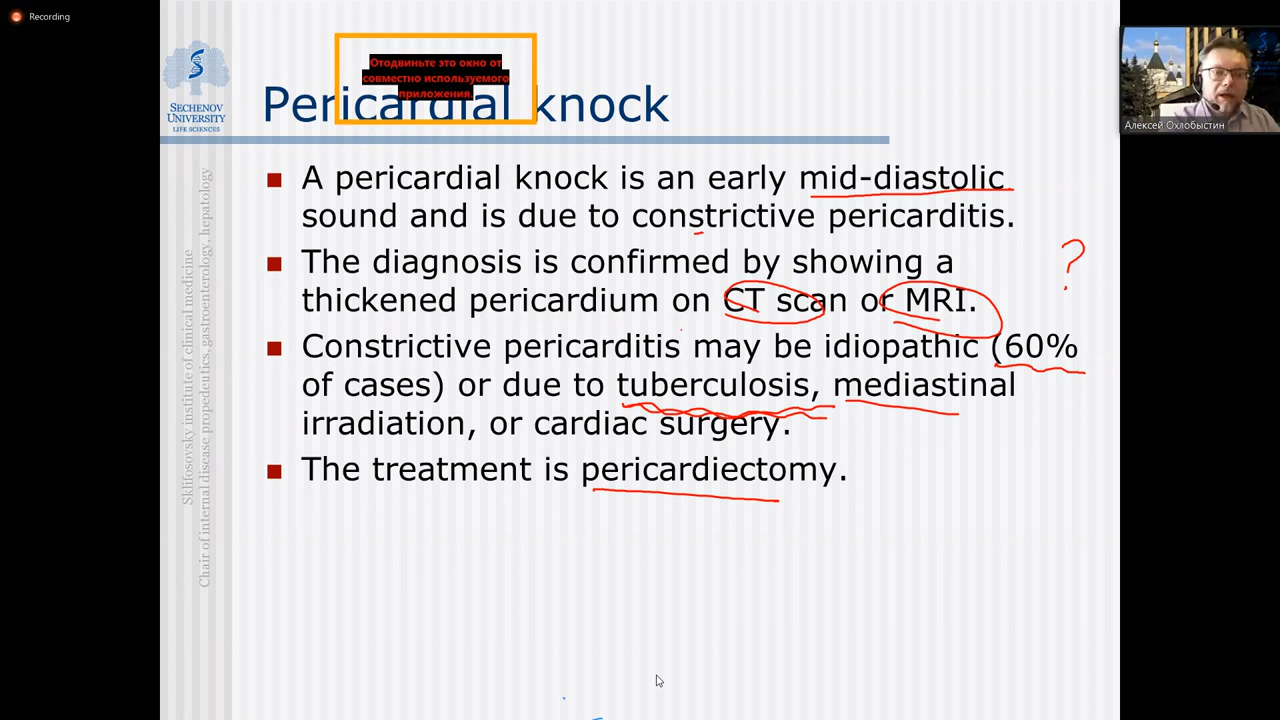 Recording
Отодвиньте это окно от
совместно используемого
приложения.
SECHENOV
UNIVERSITY
LIFE SCIENCES
Pericardial knock
Алексей Охлобыстин
Sklifosovsky institute of clinical medicine
Chair of internal disease propedeutics, gastroenterology, hepatology
A pericardial knock is an early mid-diastolic
sound and is due to constrictive pericarditis.
The diagnosis is confirmed by showing a
thickened pericardium on CT scan or MRI.
?
Constrictive pericarditis may be idiopathic (60%
of cases) or due to tuberculosis, mediastinal
irradiation, or cardiac surgery.
The treatment is pericardiectomy.